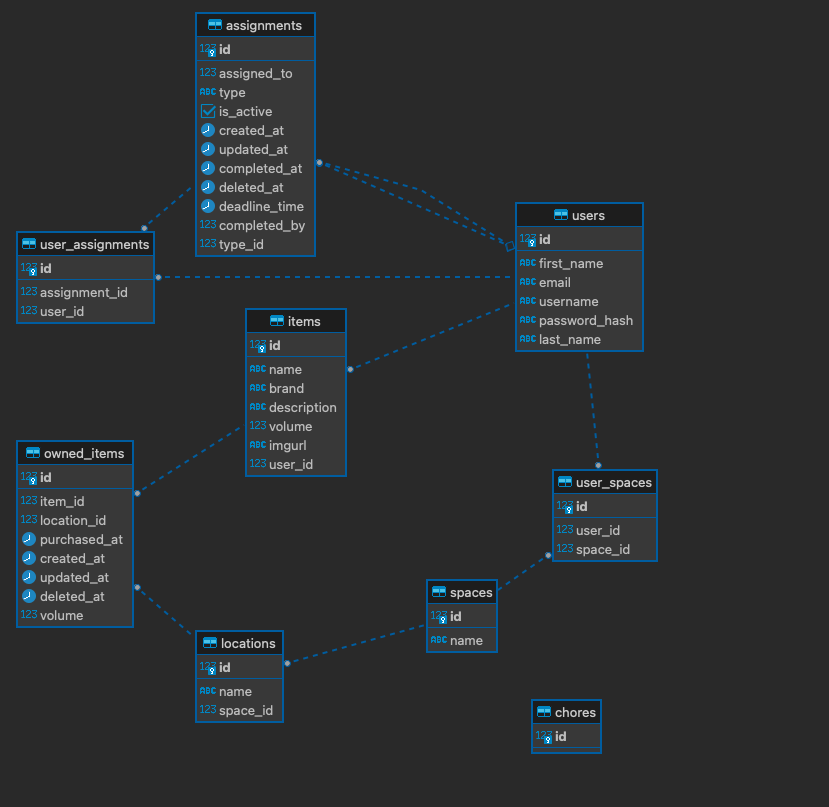 assignments
123 id
123 assigned_to
ABC type
is_active
created_at
updated_at
completed_at
deleted_at
deadline_time
123 completed_by
123 type_id
users
123 id
ABC first_name
ABC email
ABC username
ABC password_hash
ABC last_name
user_assignments
123 id
123 assignment_id
123 user_id
items
123 id
ABC name
ABC brand
ABC description
123 volume
ABC imgurl
123 user_id
owned_items
123 id
123 item_id
123 location_id
purchased_at
created_at
updated_at
deleted_at
123 volume
user_spaces
123 id
123 user_id
123 space_id
spaces
123 id
ABC name
locations
123 id
ABC name
123 space_id
chores
123 id